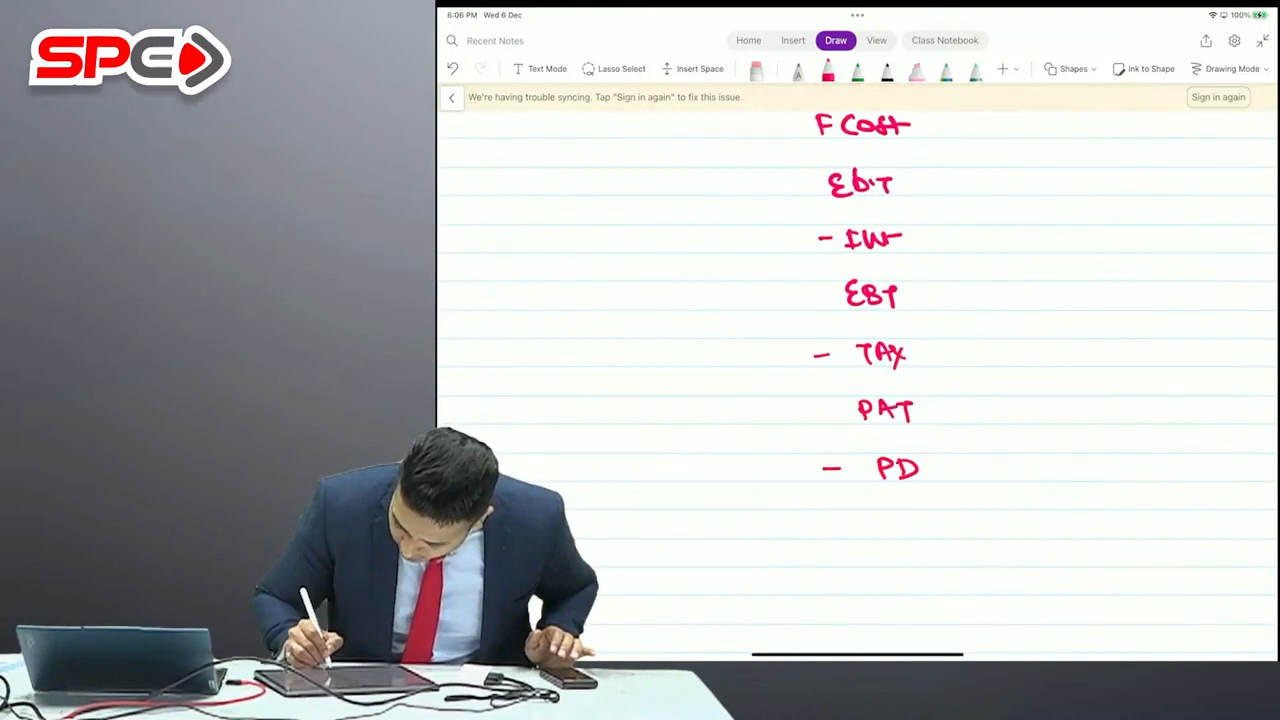 SPE
6:06 PM Wed 6 Dec
100%
Recent Notes
Home Insert Draw View Class Notebook
Text Mode Lasso Select Insert Space Shapes Ink to Shape Drawing Mode
We're having trouble syncing. Tap "Sign in again" to fix this issue. Sign in again
F Cost
EbiT
- Int
EBT
- TAX
PAT
- PD